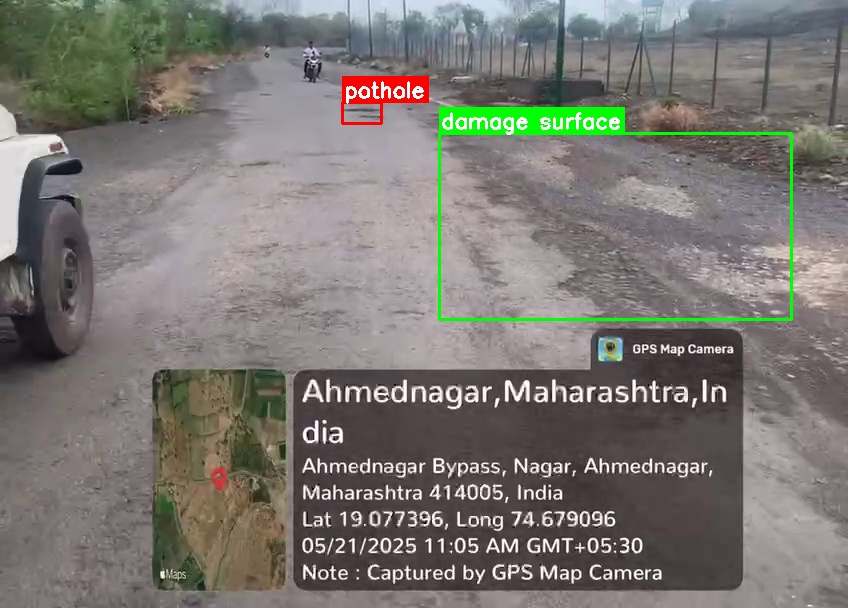 pothole
damage surface
GPS Map Camera
Ahmednagar,Maharashtra,In
dia
Ahmednagar Bypass, Nagar, Ahmednagar,
Maharashtra 414005, India
Lat 19.077396, Long 74.679096
05/21/2025 11:05 AM GMT+05:30
Note : Captured by GPS Map Camera
Maps